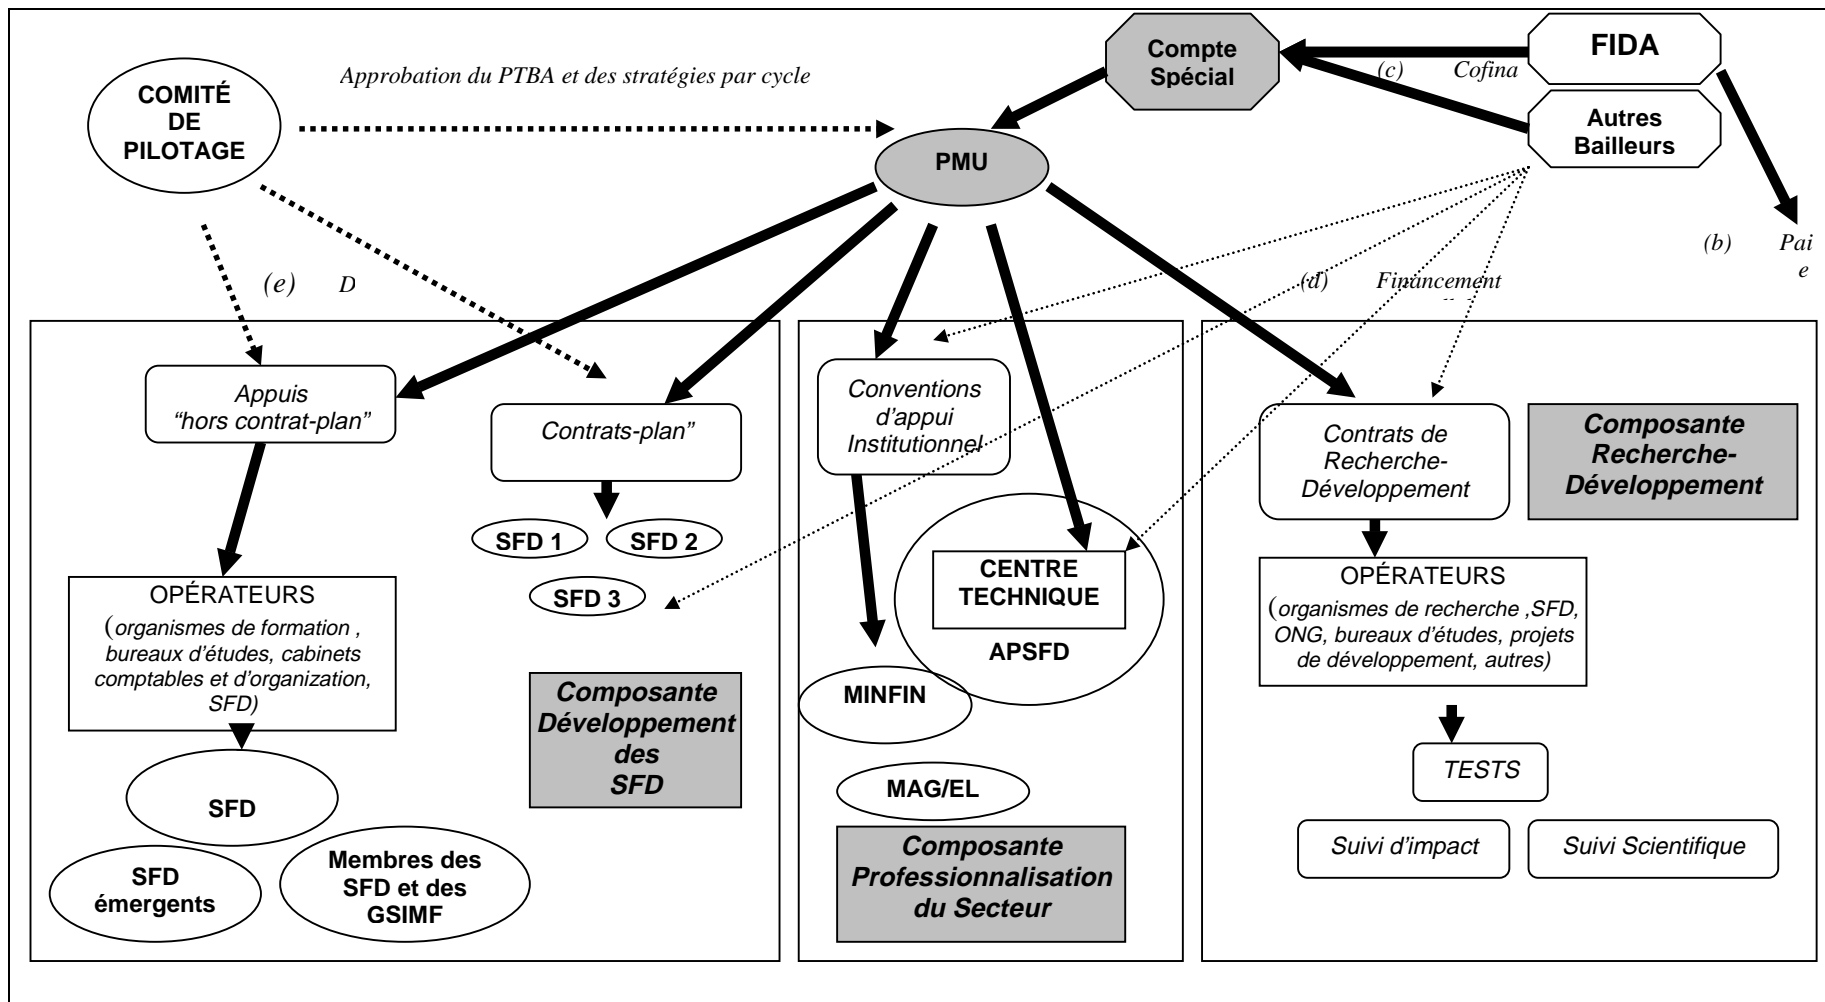 Compte
Spécial
FIDA
(c) Cofina
Autres
Bailleurs
Approbation du PTBA et des stratégies par cycle
COMITÉ
DE
PILOTAGE
PMU
(b) Pai
e
(e) D
(d) Financement
Appuis
“hors contrat-plan”
Contrats-plan”
SFD 1
SFD 2
SFD 3
OPÉRATEURS
(organismes de formation ,
bureaux d’études, cabinets
comptables et d’organization,
SFD)
SFD
SFD
émergents
Membres des
SFD et des
GSIMF
Composante
Développement
des
SFD
Conventions
d’appui
Institutionnel
CENTRE
TECHNIQUE
APSFD
MINFIN
MAG/EL
Composante
Professionnalisation
du Secteur
Contrats de
Recherche-
Développement
Composante
Recherche-
Développement
OPÉRATEURS
(organismes de recherche ,SFD,
ONG, bureaux d’études, projets
de développement, autres)
TESTS
Suivi d’impact
Suivi Scientifique